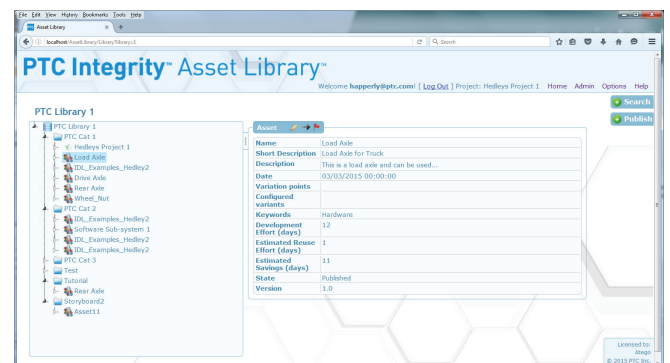 File Edit View History Bookmarks Tools Help
Asset Library
localhost/AssetLibrary/Library?library:1
Search
PTC Integrity™ Asset Library™
Welcome happerly@ptc.com! [ Log Out ] Project: Hedleys Project 1 Home Admin Options Help
Search
Publish
PTC Library 1
PTC Library 1
PTC Cat 1
Hedleys Project 1
Load Axle
IDL_Examples_Hedley2
Drive Axle
Rear Axle
Wheel_Nut
PTC Cat 2
IDL_Examples_Hedley2
Software Sub-system 1
IDL_Examples_Hedley2
IDL_Examples_Hedley2
PTC Cat 3
Test
Tutorial
Rear Axle
Storyboard2
Asset11
Asset
Name Load Axle
Short Description Load Axle for Truck
Description This is a load axle and can be used...
Date 03/03/2015 00:00:00
Variation points
Configured
variants
Keywords Hardware
Development
Effort (days) 12
Estimated Reuse
Effort (days) 1
Estimated
Savings (days) 11
State Published
Version 1.0
Licensed to:
Atego
© 2015 PTC Inc.